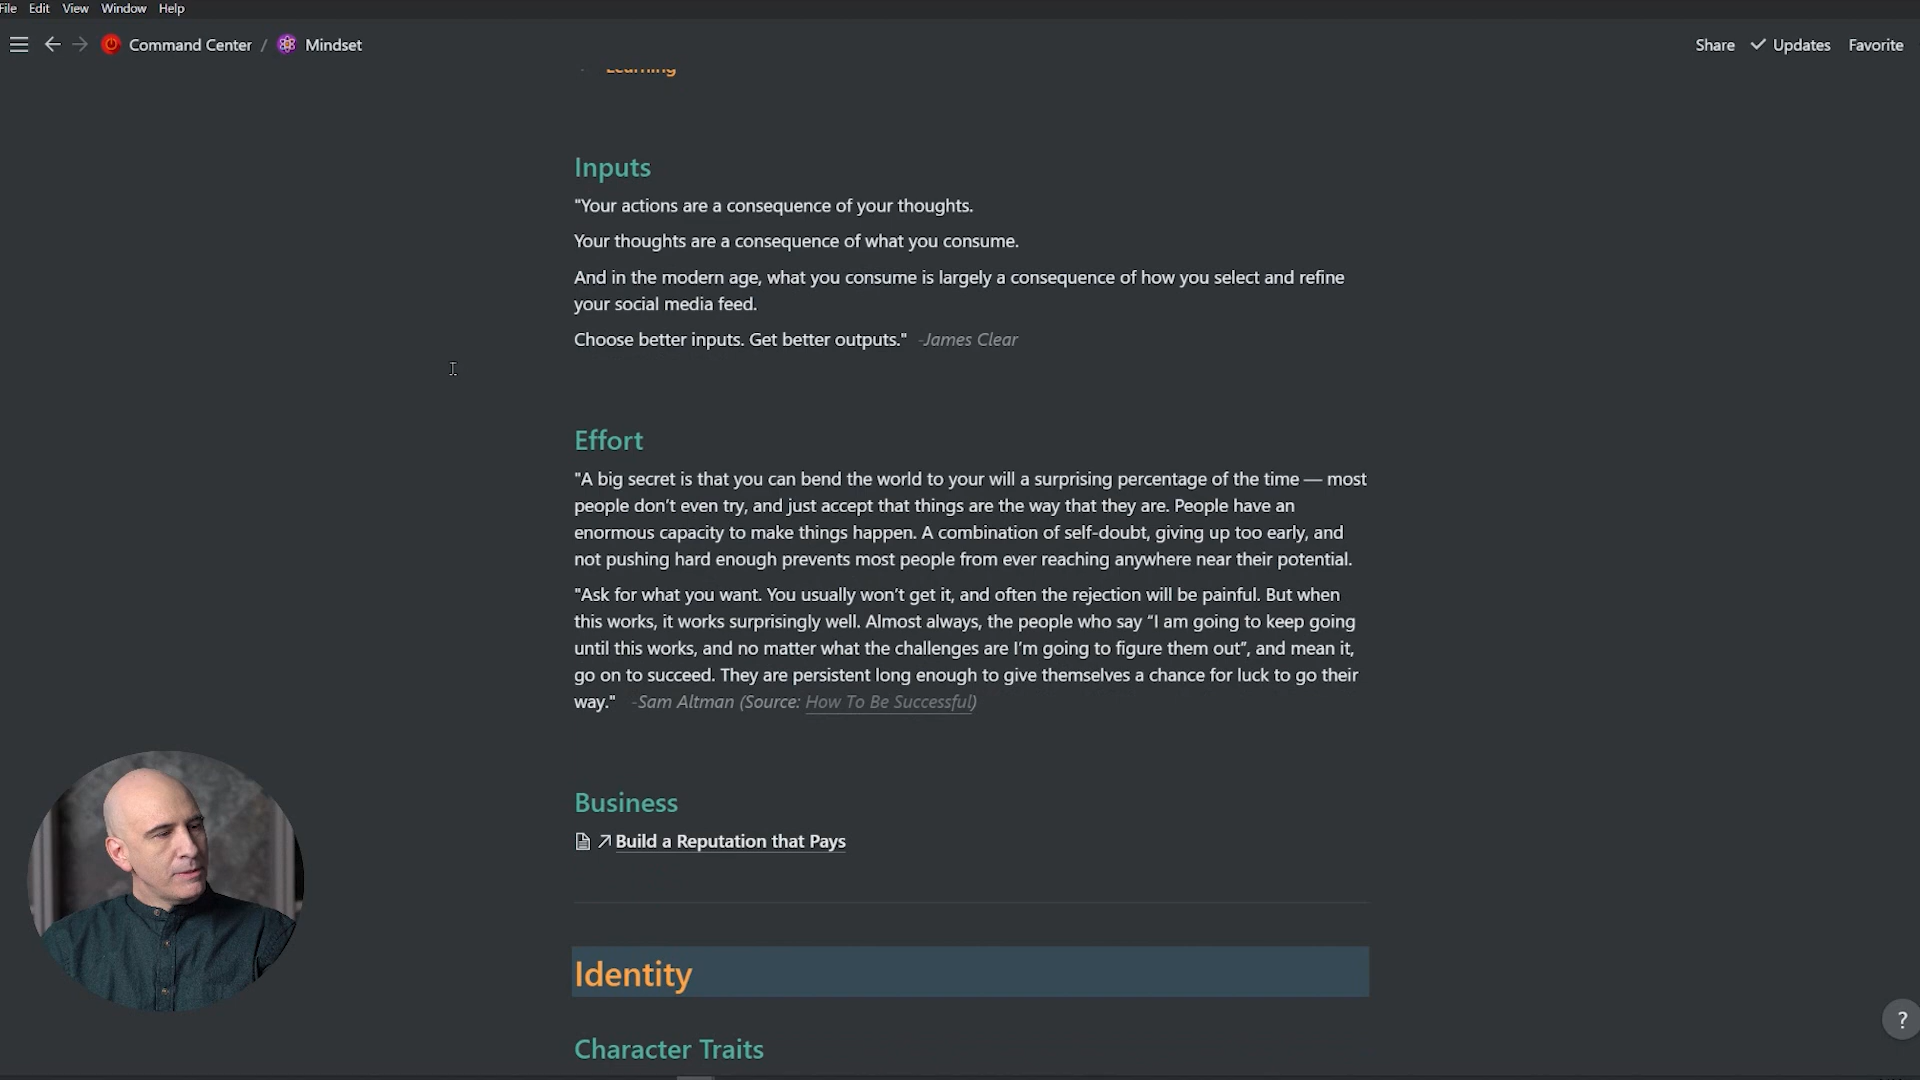 File Edit View Window Help
Command Center / Mindset
Share Updates Favorite
Learning
Inputs
"Your actions are a consequence of your thoughts.
Your thoughts are a consequence of what you consume.
And in the modern age, what you consume is largely a consequence of how you select and refine
your social media feed.
Choose better inputs. Get better outputs." -James Clear
Effort
"A big secret is that you can bend the world to your will a surprising percentage of the time — most
people don’t even try, and just accept that things are the way that they are. People have an
enormous capacity to make things happen. A combination of self-doubt, giving up too early, and
not pushing hard enough prevents most people from ever reaching anywhere near their potential.
"Ask for what you want. You usually won’t get it, and often the rejection will be painful. But when
this works, it works surprisingly well. Almost always, the people who say “I am going to keep going
until this works, and no matter what the challenges are I’m going to figure them out”, and mean it,
go on to succeed. They are persistent long enough to give themselves a chance for luck to go their
way." -Sam Altman (Source: How To Be Successful)
Business
Build a Reputation that Pays
Identity
Character Traits
?